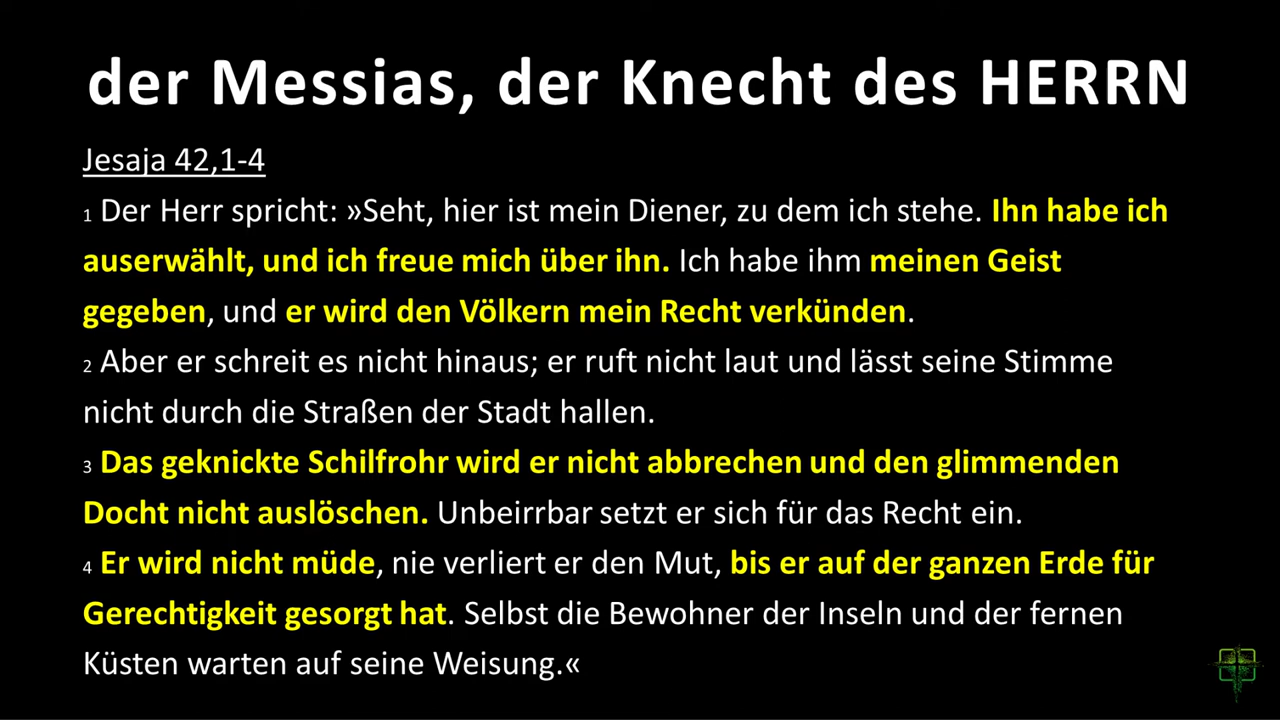 der Messias, der Knecht des HERRN
Jesaja 42,1-4
1 Der Herr spricht: »Seht, hier ist mein Diener, zu dem ich stehe. Ihn habe ich
auserwählt, und ich freue mich über ihn. Ich habe ihm meinen Geist
gegeben, und er wird den Völkern mein Recht verkünden.
2 Aber er schreit es nicht hinaus; er ruft nicht laut und lässt seine Stimme
nicht durch die Straßen der Stadt hallen.
3 Das geknickte Schilfrohr wird er nicht abbrechen und den glimmenden
Docht nicht auslöschen. Unbeirrbar setzt er sich für das Recht ein.
4 Er wird nicht müde, nie verliert er den Mut, bis er auf der ganzen Erde für
Gerechtigkeit gesorgt hat. Selbst die Bewohner der Inseln und der fernen
Küsten warten auf seine Weisung.«